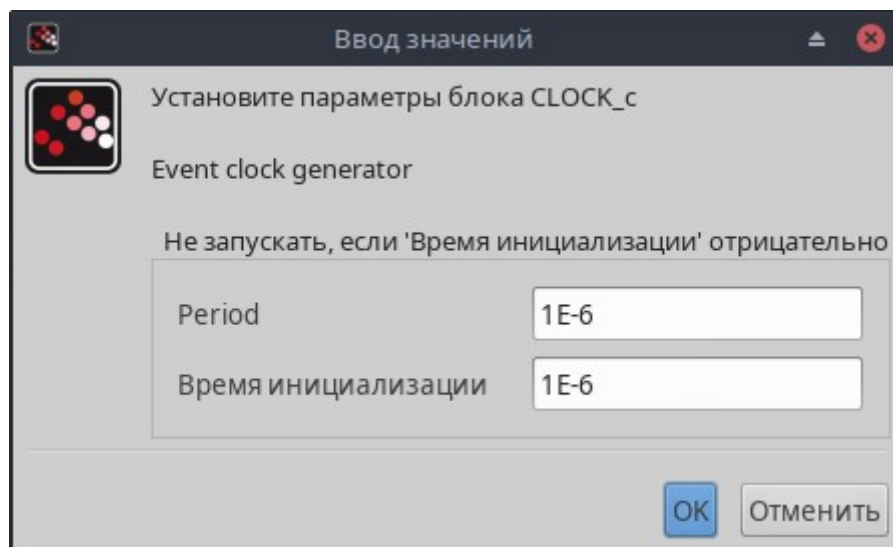 Ввод значений
Установите параметры блока CLOCK_c
Event clock generator
Не запускать, если 'Время инициализации' отрицательно
Period 1E-6
Время инициализации 1E-6
OK Отменить